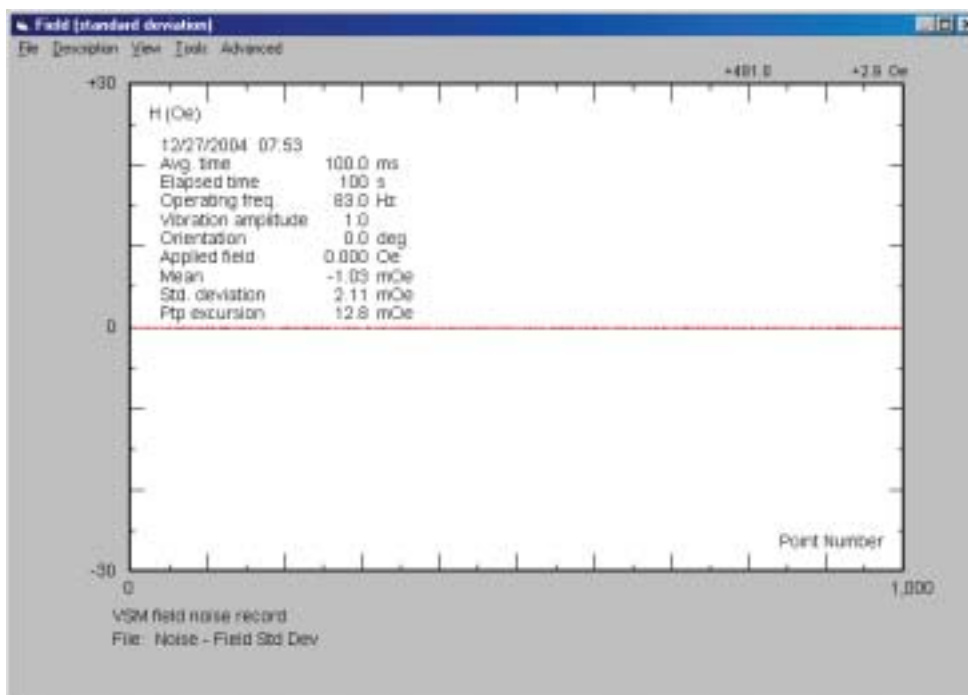 Field (standard deviation)
File Description View Tools Advanced
+481.0 +2.8 Oe
+30
H (Oe)
12/27/2004 07:53
Avg. time 100.0 ms
Elapsed time 100 s
Operating freq. 83.0 Hz
Vibration amplitude 1.0
Orientation 0.0 deg
Applied field 0.000 Oe
Mean -1.03 mOe
Std. deviation 2.11 mOe
Ptp excursion 12.8 mOe
0
Point Number
-30
0 1,000
VSM field noise record
File: Noise - Field Std Dev